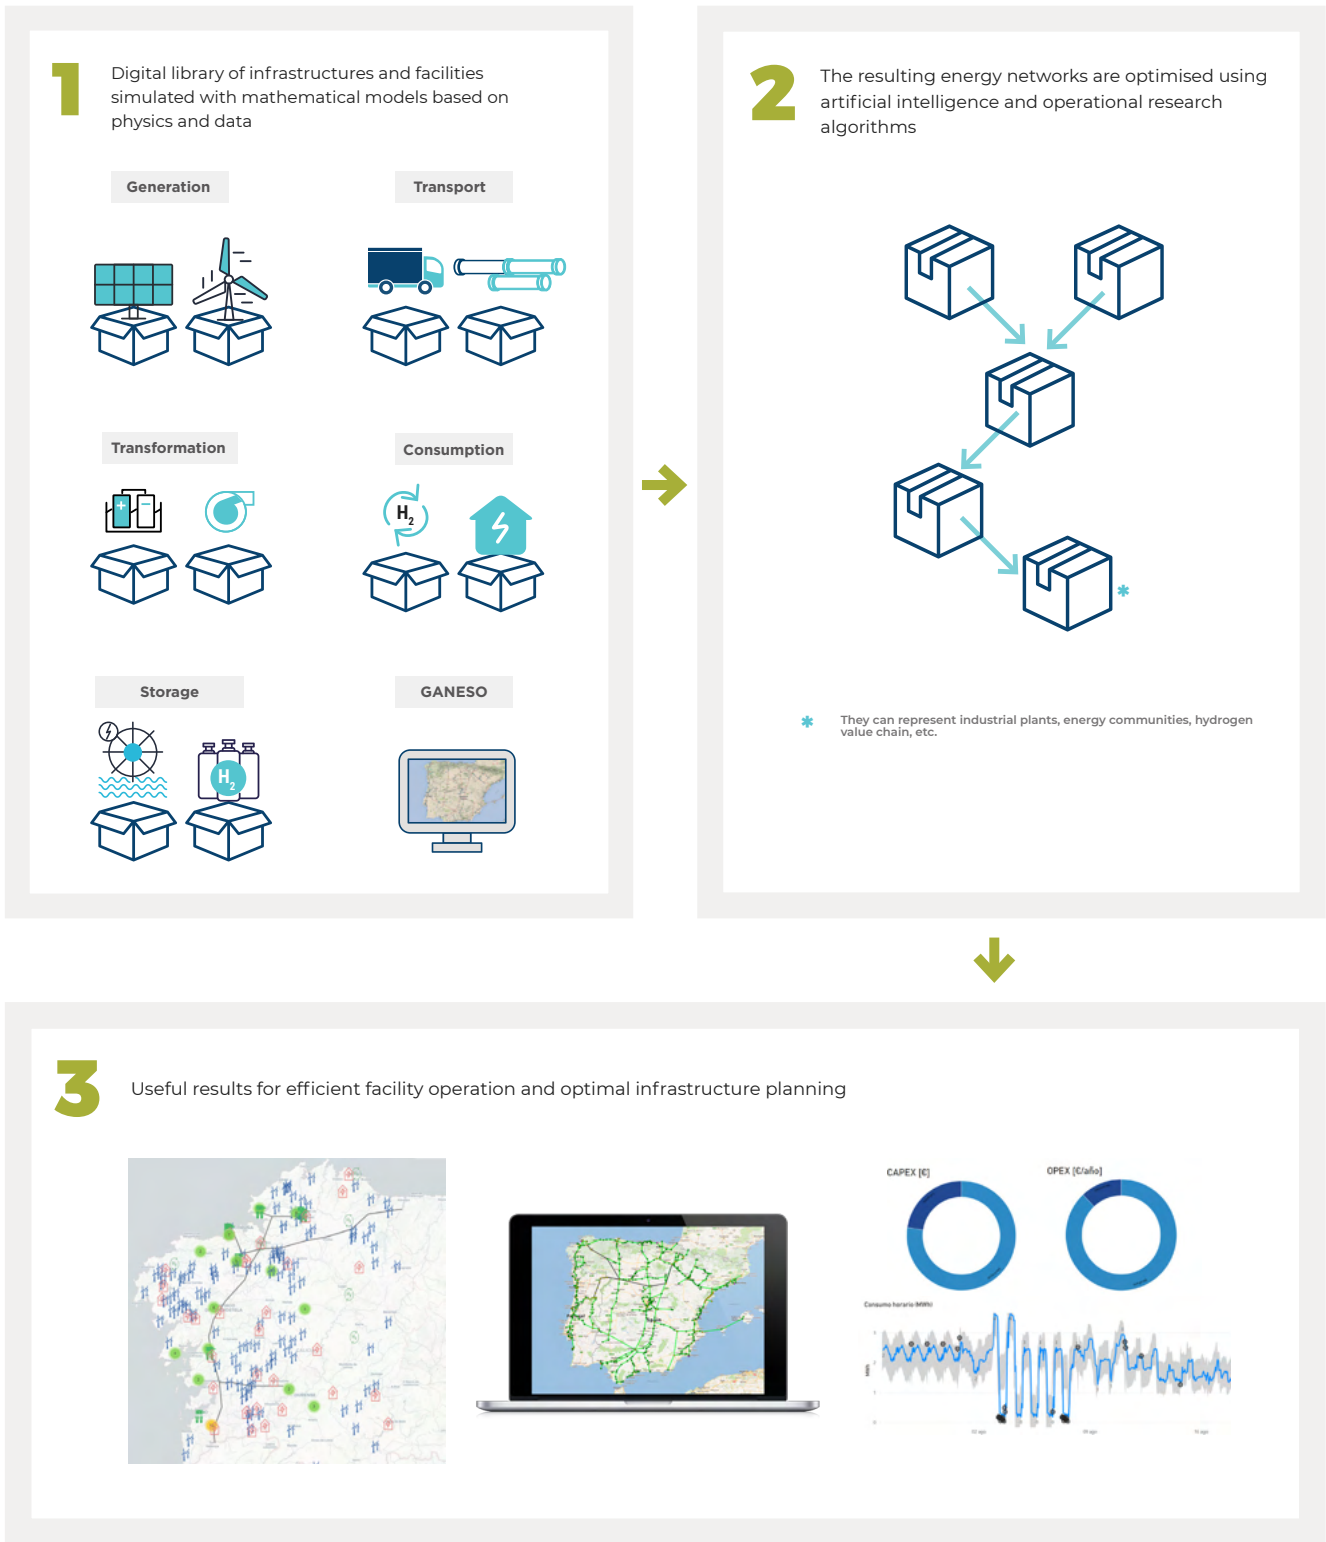 1
Digital library of infrastructures and facilities
simulated with mathematical models based on
physics and data
Generation
Transport
Transformation
Consumption
+ −
H2
Storage
GANESO
H2
2
The resulting energy networks are optimised using
artificial intelligence and operational research
algorithms
*
* They can represent industrial plants, energy communities, hydrogen
value chain, etc.
3
Useful results for efficient facility operation and optimal infrastructure planning
CAPEX [€]
OPEX [€/año]
Consumo horario (MWh)